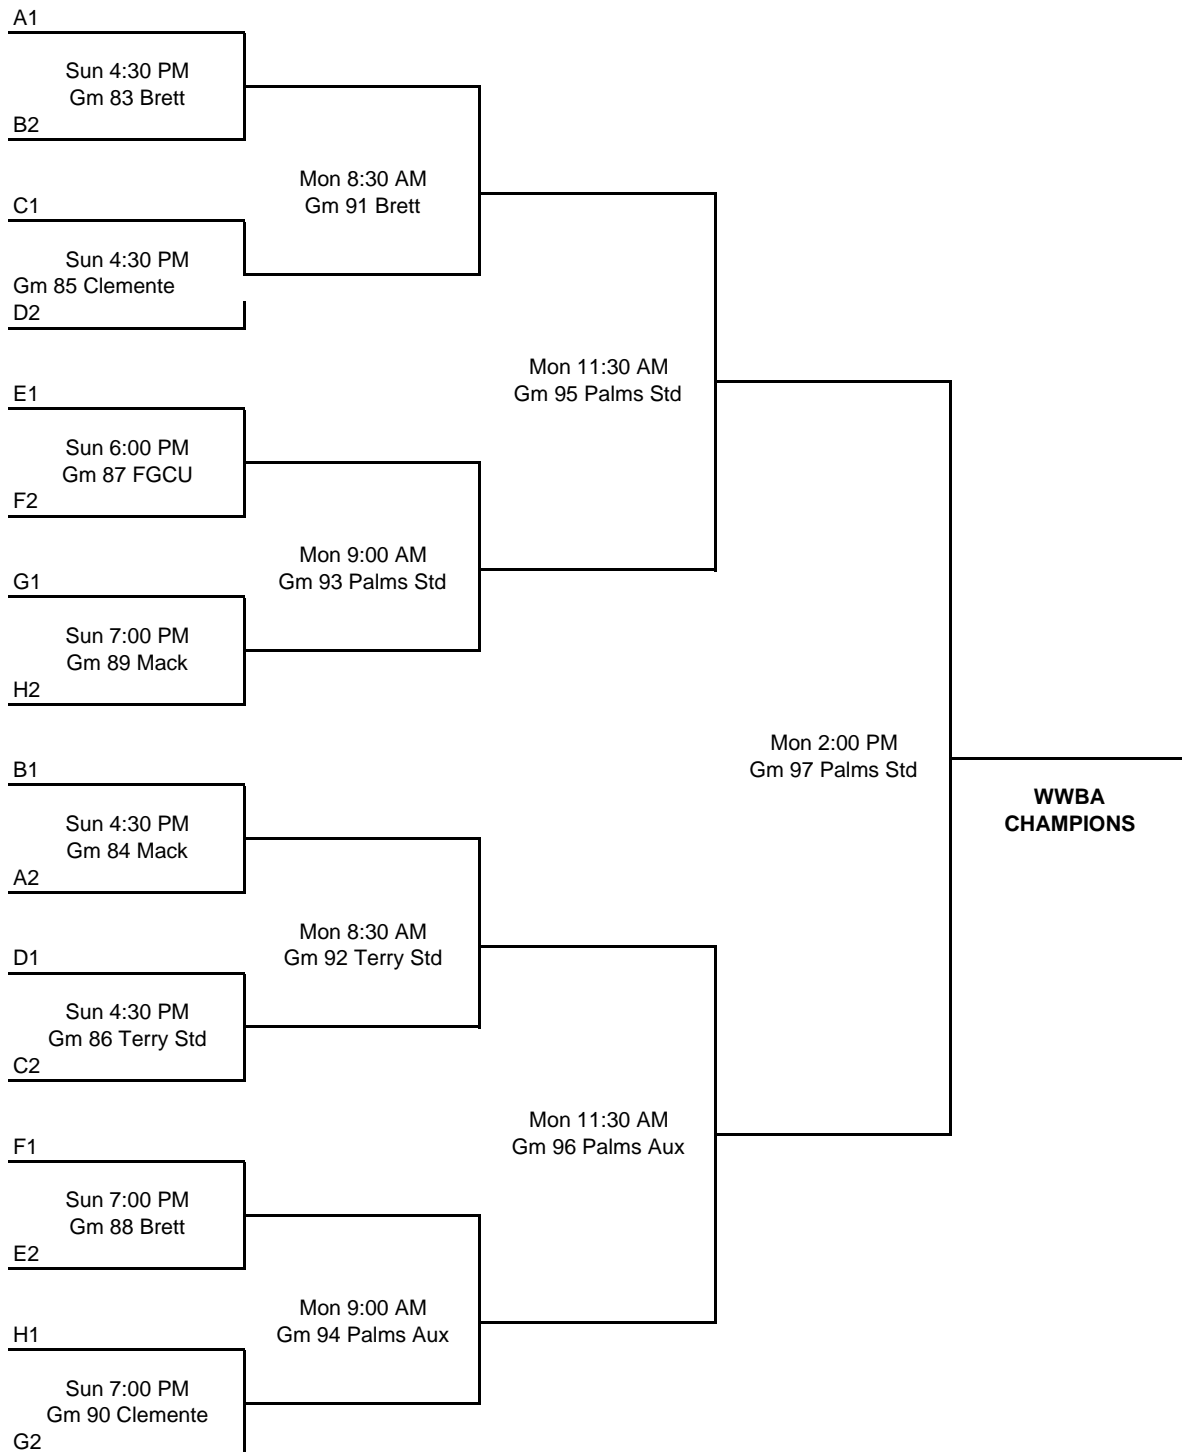 A1
Sun 4:30 PM
Gm 83 Brett
B2
Mon 8:30 AM
Gm 91 Brett
C1
Sun 4:30 PM
Gm 85 Clemente
D2
Mon 11:30 AM
Gm 95 Palms Std
E1
Sun 6:00 PM
Gm 87 FGCU
F2
Mon 9:00 AM
Gm 93 Palms Std
G1
Sun 7:00 PM
Gm 89 Mack
H2
Mon 2:00 PM
Gm 97 Palms Std
WWBA
CHAMPIONS
B1
Sun 4:30 PM
Gm 84 Mack
A2
Mon 8:30 AM
Gm 92 Terry Std
D1
Sun 4:30 PM
Gm 86 Terry Std
C2
Mon 11:30 AM
Gm 96 Palms Aux
F1
Sun 7:00 PM
Gm 88 Brett
E2
Mon 9:00 AM
Gm 94 Palms Aux
H1
Sun 7:00 PM
Gm 90 Clemente
G2